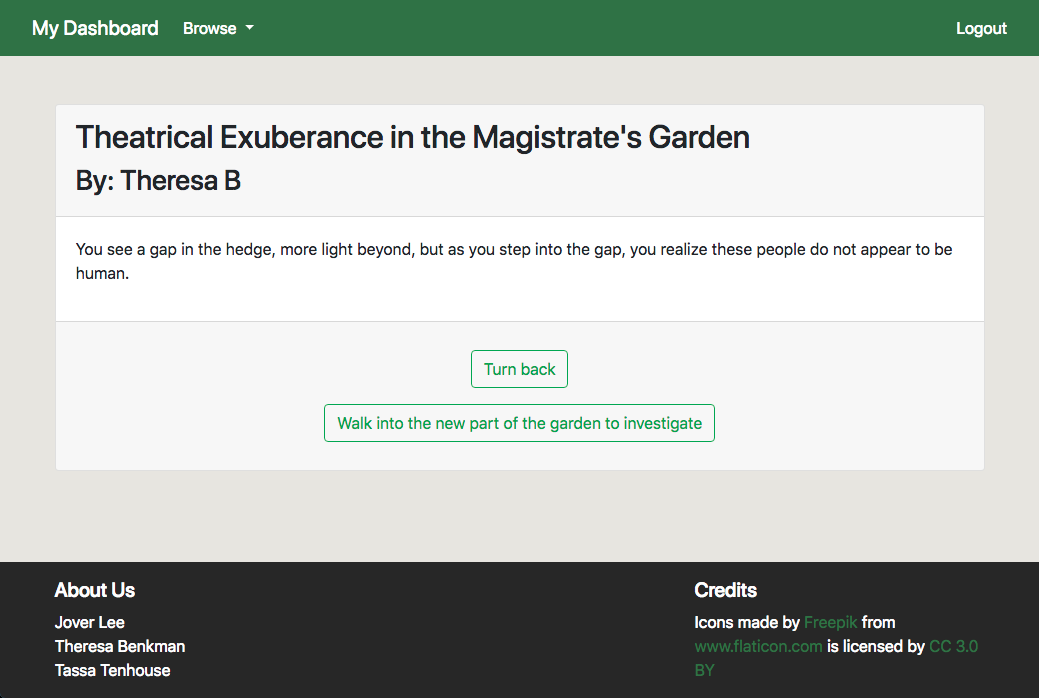 My Dashboard Browse Logout
Theatrical Exuberance in the Magistrate's Garden
By: Theresa B
You see a gap in the hedge, more light beyond, but as you step into the gap, you realize these people do not appear to be
human.
Turn back
Walk into the new part of the garden to investigate
About Us
Jover Lee
Theresa Benkman
Tassa Tenhouse
Credits
Icons made by Freepik from
www.flaticon.com is licensed by CC 3.0
BY